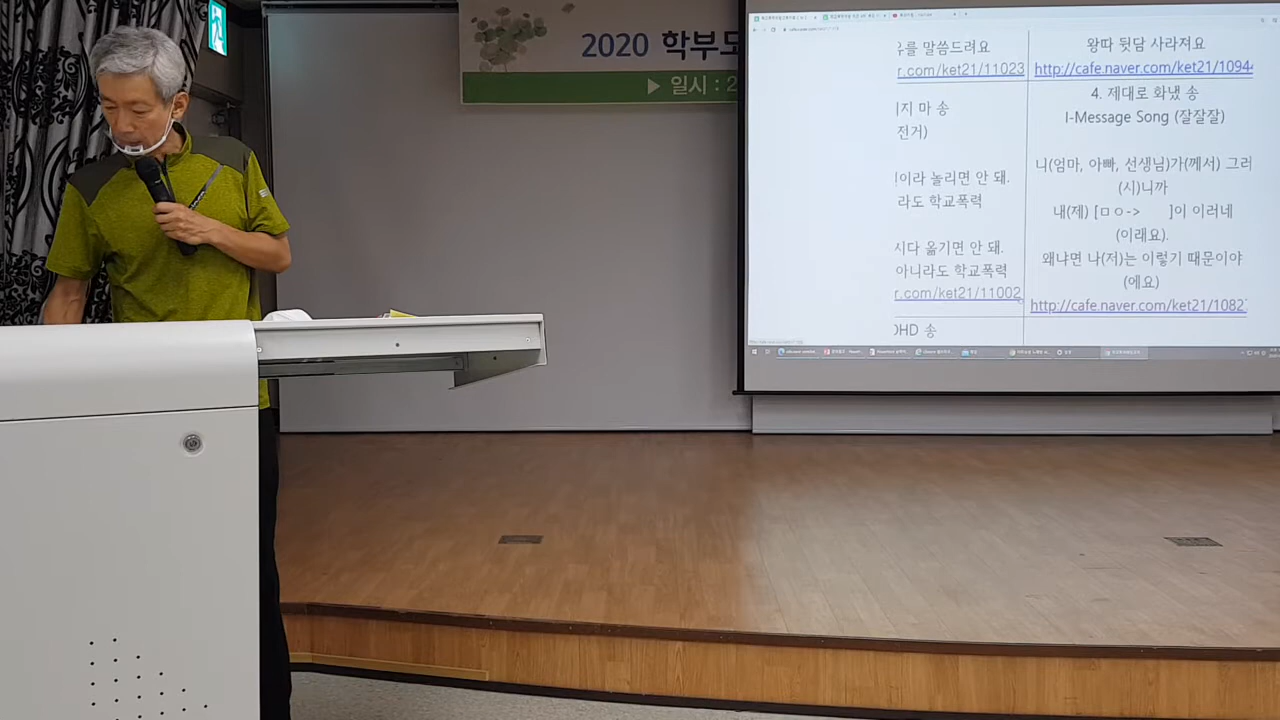 2020 학부모
▶ 일시 : 2
우를 말씀드려요
r.com/ket21/11023
지 마 송
전거)
이라 놀리면 안 돼.
라도 학교폭력
시다 옮기면 안 돼.
아니라도 학교폭력
r.com/ket21/11002
DHD 송
왕따 뒷담 사라져요
http://cafe.naver.com/ket21/1094
4. 제대로 화냈 송
I-Message Song (잘잘잘)
니(엄마, 아빠, 선생님)가(께서) 그러
(시)니까
내(제) [ㅁㅇ-> ]이 이러네
(이래요).
왜냐면 나(저)는 이렇기 때문이야
(에요)
http://cafe.naver.com/ket21/1082